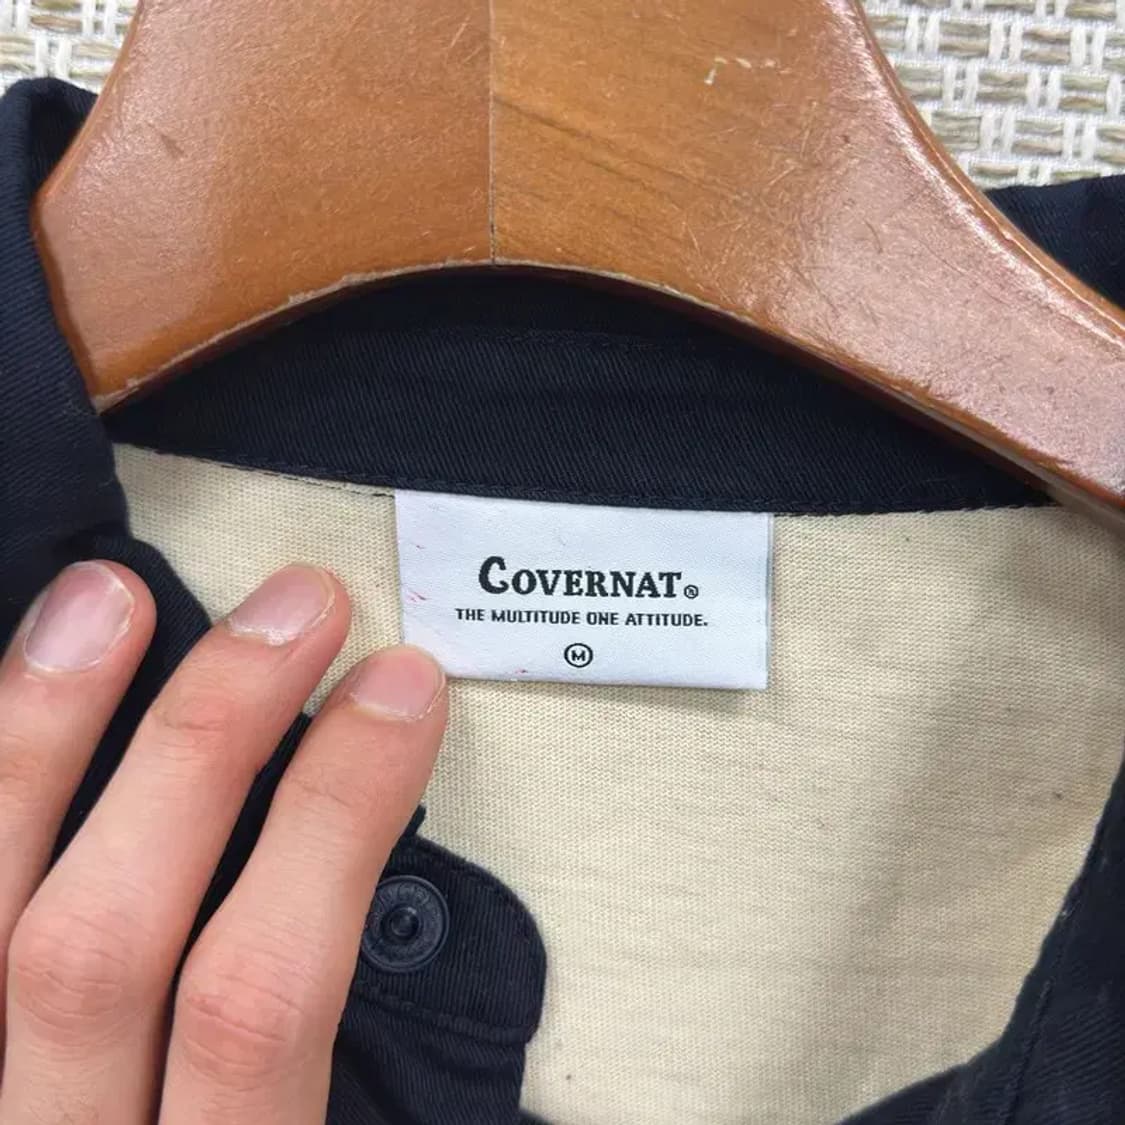 COVERNAT®
THE MULTITUDE ONE ATTITUDE.
Ⓜ